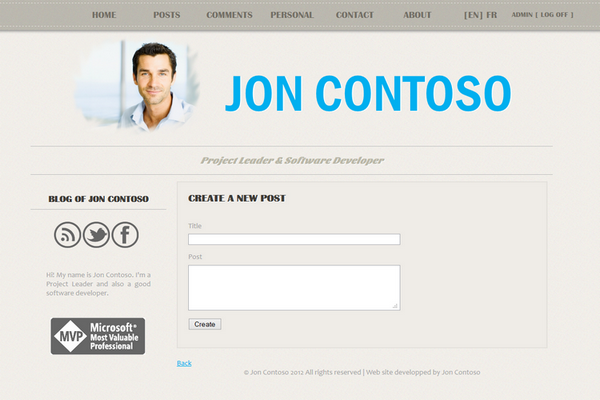 HOME POSTS COMMENTS PERSONAL CONTACT ABOUT [EN] FR ADMIN [ LOG OFF ]
JON CONTOSO
Project Leader & Software Developer
BLOG OF JON CONTOSO
Hi! My name is Jon Contoso. I'm a
Project Leader and also a good
software developer.
MVP
Microsoft®
Most Valuable
Professional
CREATE A NEW POST
Title
Post
Create
Back
© Jon Contoso 2012 All rights reserved | Web site developped by Jon Contoso